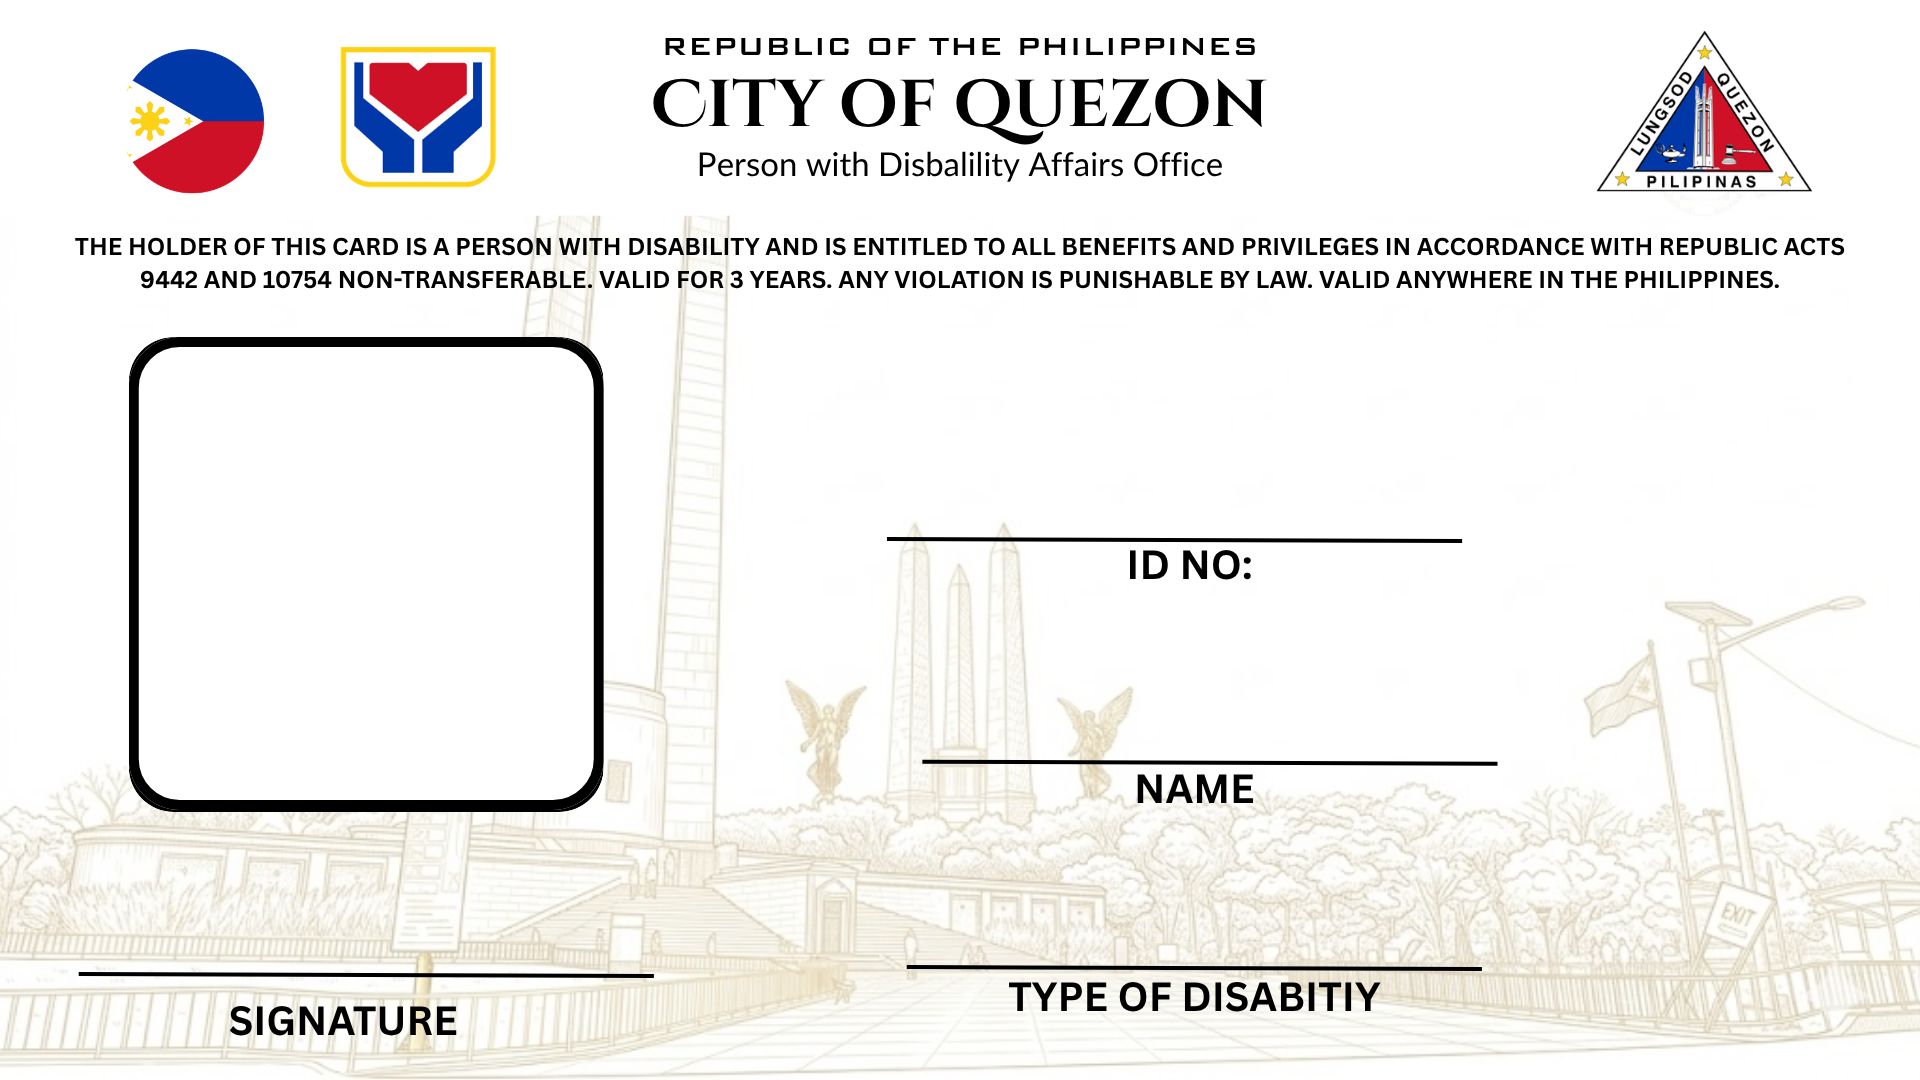 REPUBLIC OF THE PHILIPPINES
CITY OF QUEZON
Person with Disbalility Affairs Office
LUNGSOD QUEZON
PILIPINAS
THE HOLDER OF THIS CARD IS A PERSON WITH DISABILITY AND IS ENTITLED TO ALL BENEFITS AND PRIVILEGES IN ACCORDANCE WITH REPUBLIC ACTS
9442 AND 10754 NON-TRANSFERABLE. VALID FOR 3 YEARS. ANY VIOLATION IS PUNISHABLE BY LAW. VALID ANYWHERE IN THE PHILIPPINES.
ID NO:
NAME
EXIT
TYPE OF DISABITIY
SIGNATURE